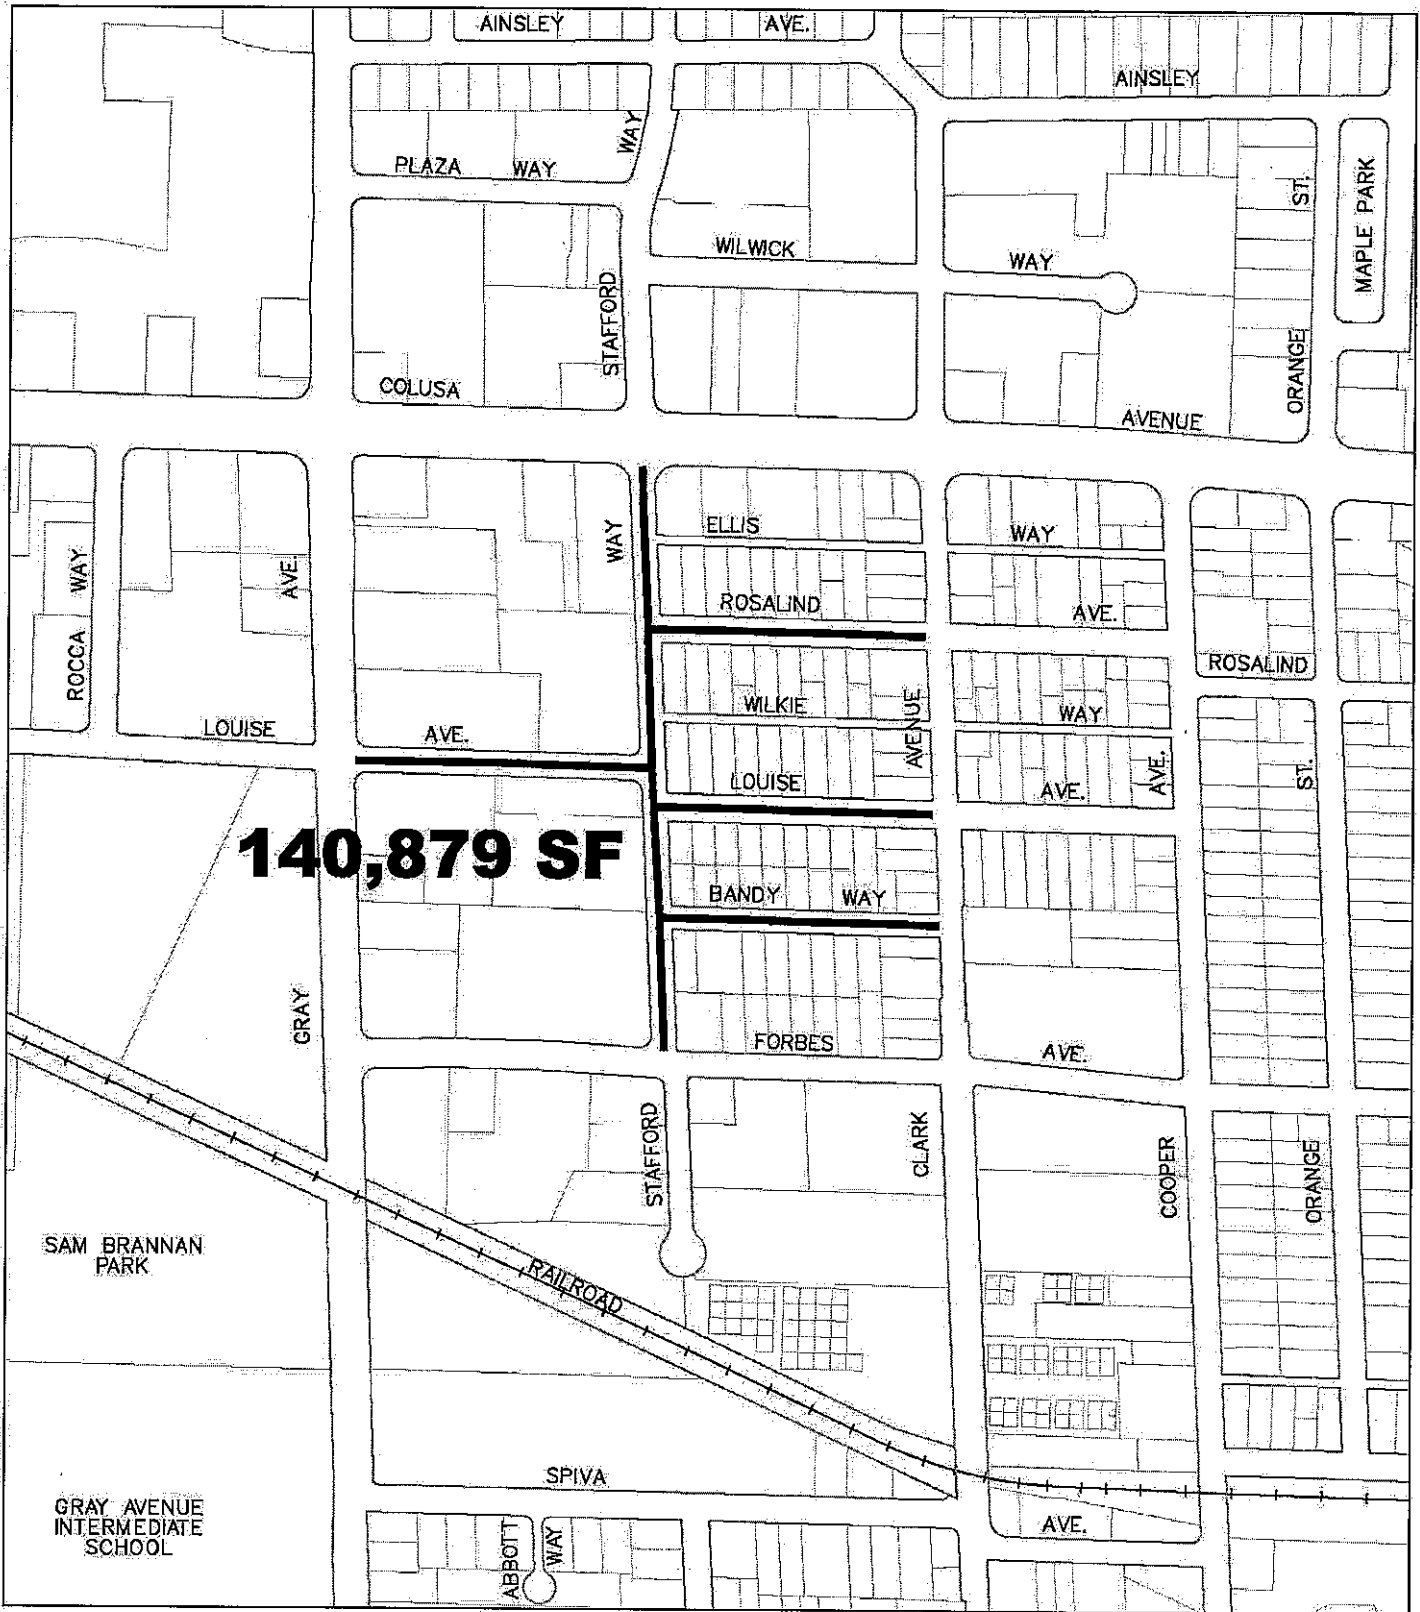 AINSLEY AVE.
AINSLEY
PLAZA WAY
WAY
MAPLE PARK
ST.
WILWICK WAY
STAFFORD
ORANGE
COLUSA AVENUE
ELLIS WAY
WAY
AVE.
ROCCA WAY
ROSALIND AVE.
ROSALIND
WILKIE WAY
AVENUE
LOUISE AVE.
LOUISE AVE.
AVE.
ST.
140,879 SF
BANDY WAY
GRAY
FORBES AVE.
STAFFORD
CLARK
COOPER
ORANGE
SAM BRANNAN
PARK
RAILROAD
SPIVA AVE.
GRAY AVENUE
INTERMEDIATE
SCHOOL
ABBOTT WAY